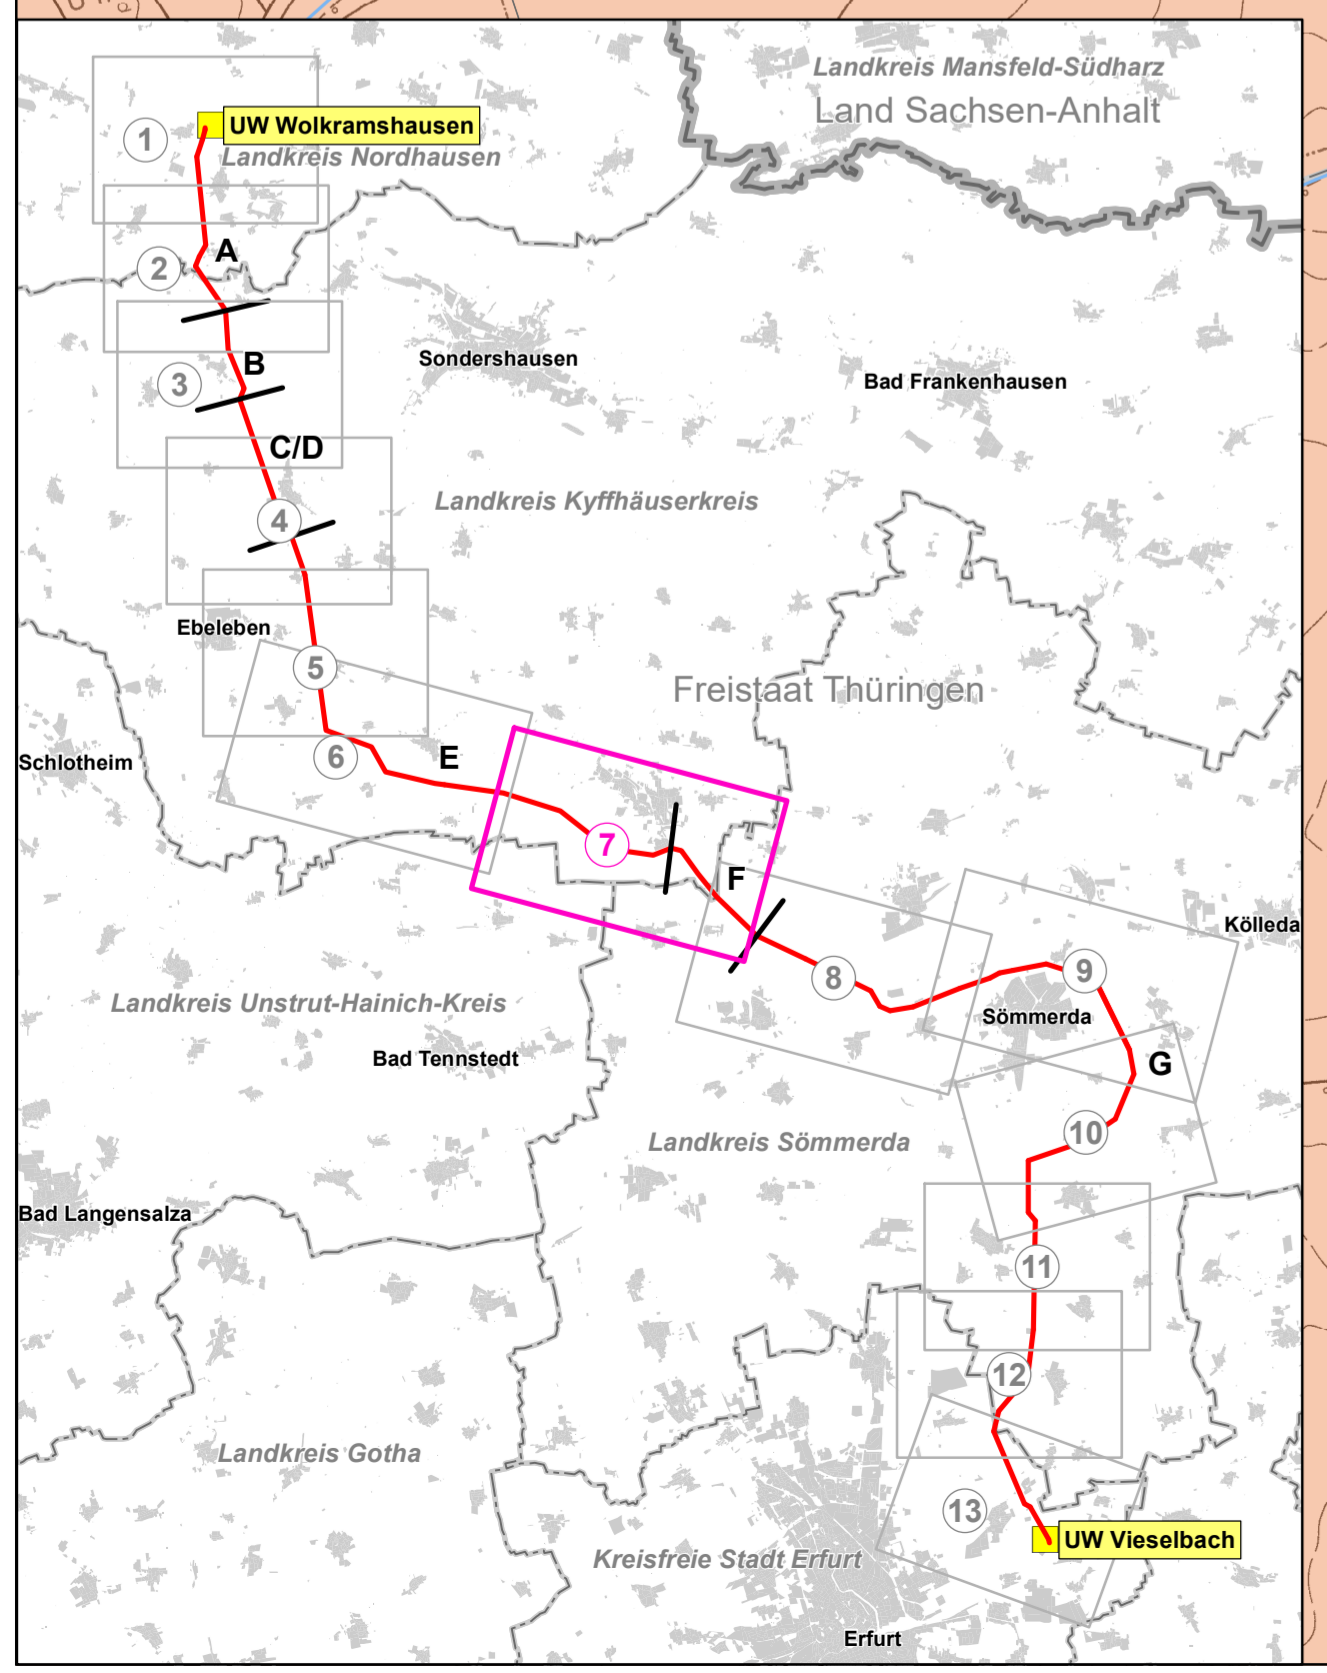 Landkreis Mansfeld-Südharz
Land Sachsen-Anhalt
UW Wolkramshausen
1
Landkreis Nordhausen
A
2
B
3
Sondershausen
Bad Frankenhausen
C/D
Landkreis Kyffhäuserkreis
4
Ebeleben
5
Freistaat Thüringen
6
E
Schlotheim
7
F
Kölleda
8
9
Landkreis Unstrut-Hainich-Kreis
Sömmerda
Bad Tennstedt
G
10
Landkreis Sömmerda
Bad Langensalza
11
12
Landkreis Gotha
13
UW Vieselbach
Kreisfreie Stadt Erfurt
Erfurt